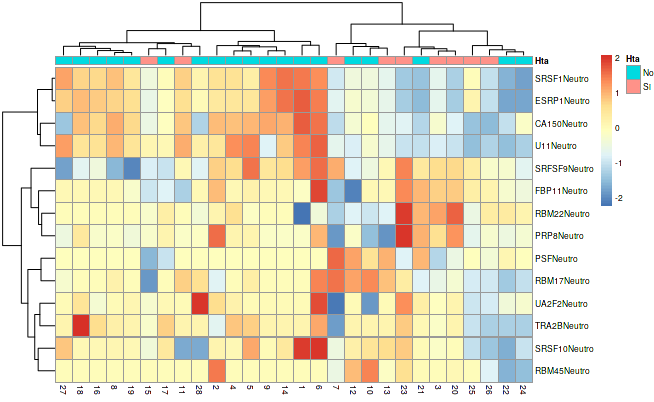 Hta
SRSF1Neutro
ESRP1Neutro
CA150Neutro
U11Neutro
SRFSF9Neutro
FBP11Neutro
RBM22Neutro
PRP8Neutro
PSFNeutro
RBM17Neutro
UA2F2Neutro
TRA2BNeutro
SRSF10Neutro
RBM45Neutro
27 18 16 8 19 15 17 11 28 2 4 5 9 14 1 6 7 12 10 13 23 21 3 20 25 26 22 24
2
1
0
-1
-2
Hta
No
SI